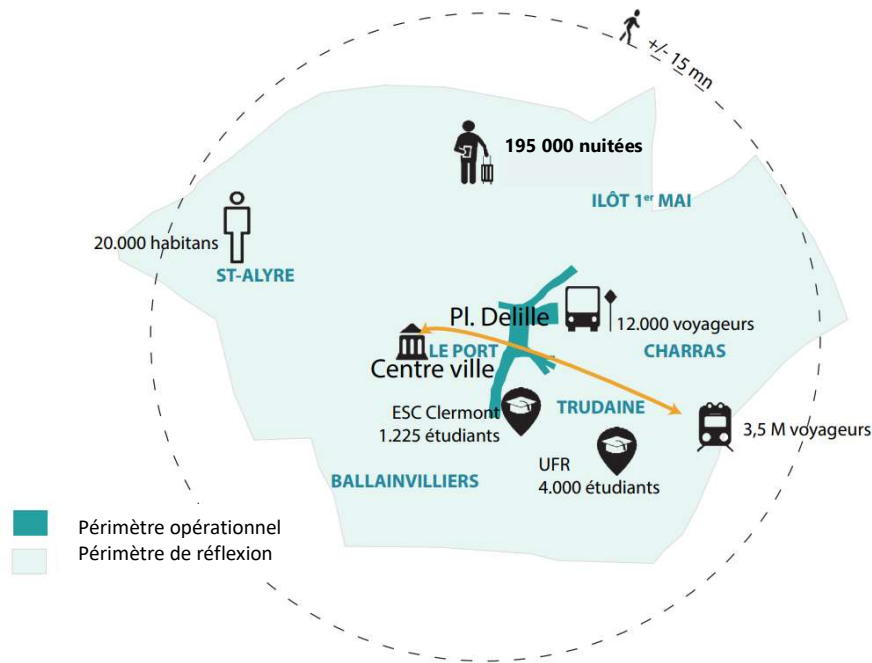 +/- 15 mn
195 000 nuitées
ILÔT 1er MAI
20.000 habitans
ST-ALYRE
Pl. Delille
12.000 voyageurs
LE PORT
CHARRAS
Centre ville
ESC Clermont
1.225 étudiants
TRUDAINE
3,5 M voyageurs
UFR
4.000 étudiants
BALLAINVILLIERS
Périmètre opérationnel
Périmètre de réflexion